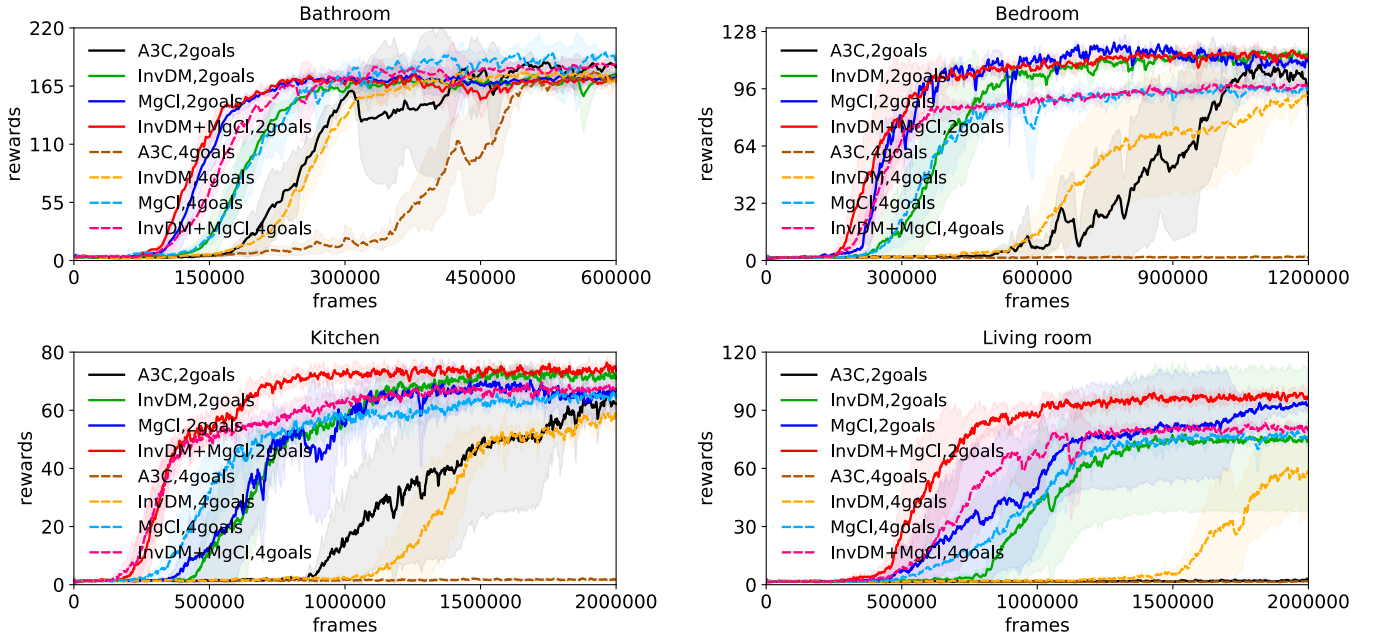 Bathroom
220
165
110
55
0
rewards
A3C,2goals
InvDM,2goals
MgCl,2goals
InvDM+MgCl,2goals
A3C,4goals
InvDM,4goals
MgCl,4goals
InvDM+MgCl,4goals
0 150000 300000 450000 600000
frames
Bedroom
128
96
64
32
0
rewards
A3C,2goals
InvDM,2goals
MgCl,2goals
InvDM+MgCl,2goals
A3C,4goals
InvDM,4goals
MgCl,4goals
InvDM+MgCl,4goals
0 300000 600000 900000 1200000
frames
Kitchen
80
60
40
20
0
rewards
A3C,2goals
InvDM,2goals
MgCl,2goals
InvDM+MgCl,2goals
A3C,4goals
InvDM,4goals
MgCl,4goals
InvDM+MgCl,4goals
0 500000 1000000 1500000 2000000
frames
Living room
120
90
60
30
0
rewards
A3C,2goals
InvDM,2goals
MgCl,2goals
InvDM+MgCl,2goals
A3C,4goals
InvDM,4goals
MgCl,4goals
InvDM+MgCl,4goals
0 500000 1000000 1500000 2000000
frames